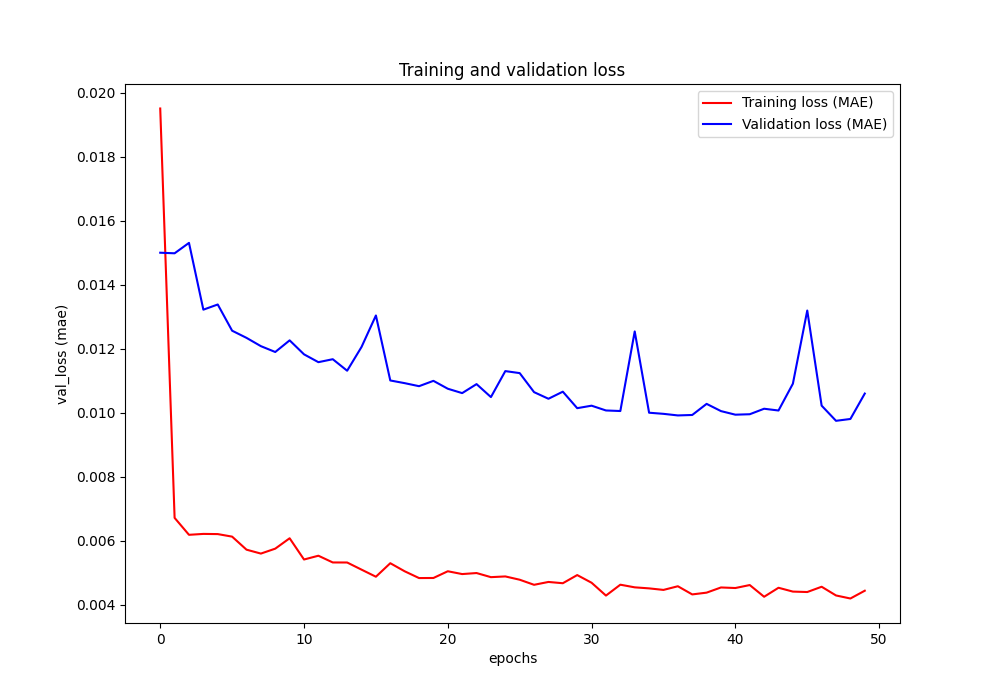 Training and validation loss
Training loss (MAE)
Validation loss (MAE)
val_loss (mae)
0.020
0.018
0.016
0.014
0.012
0.010
0.008
0.006
0.004
0 10 20 30 40 50
epochs